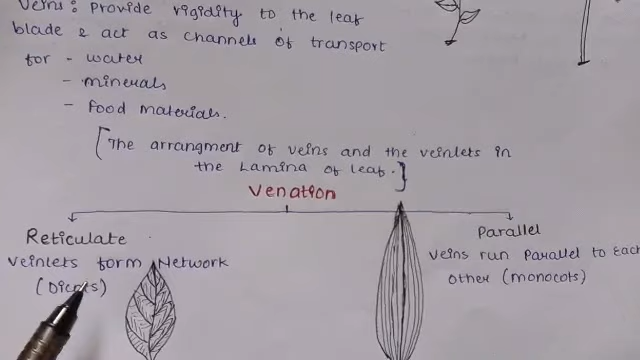 Veins: Provide rigidity to the leaf
blade & act as channels of transport
for - water
- minerals
- food materials.
[The arrangment of veins and the veinlets in
the Lamina of leaf.]
Venation
Reticulate
Veinlets form Network
(Dicots)
Parallel
Veins run Parallel to Each
other (monocots)